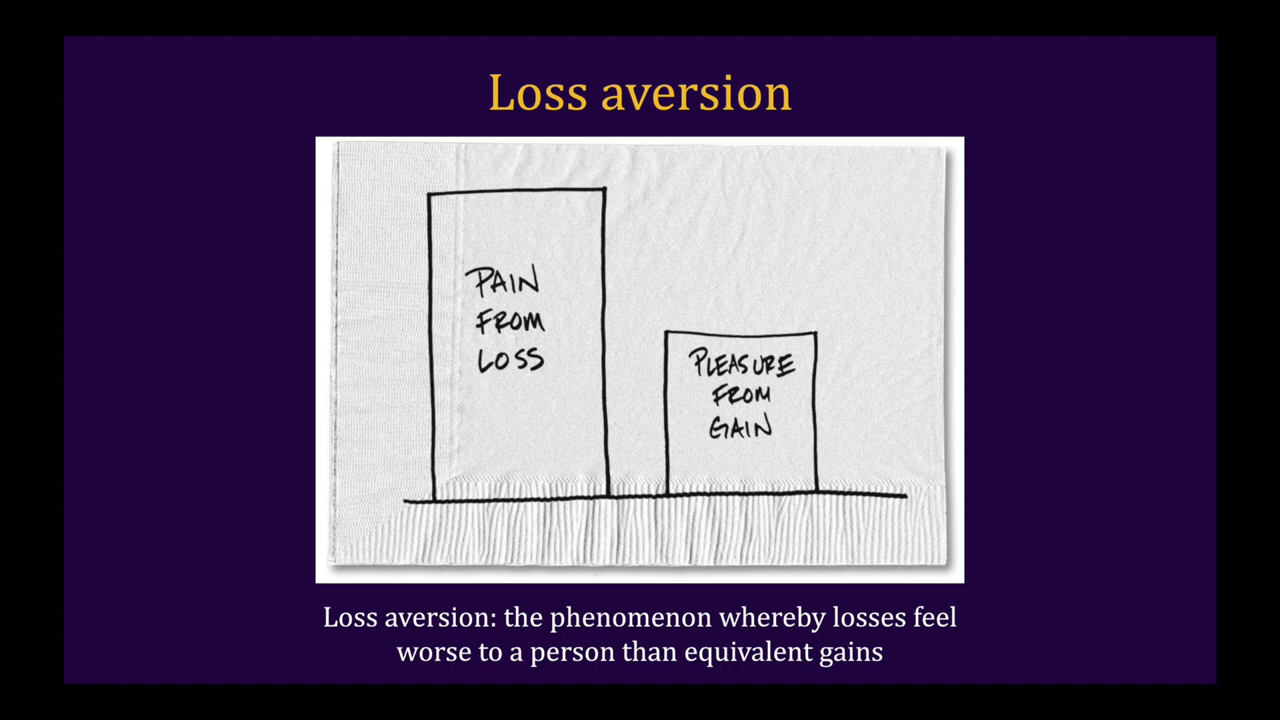 Loss aversion
PAIN
FROM
LOSS
PLEASURE
FROM
GAIN
Loss aversion: the phenomenon whereby losses feel
worse to a person than equivalent gains